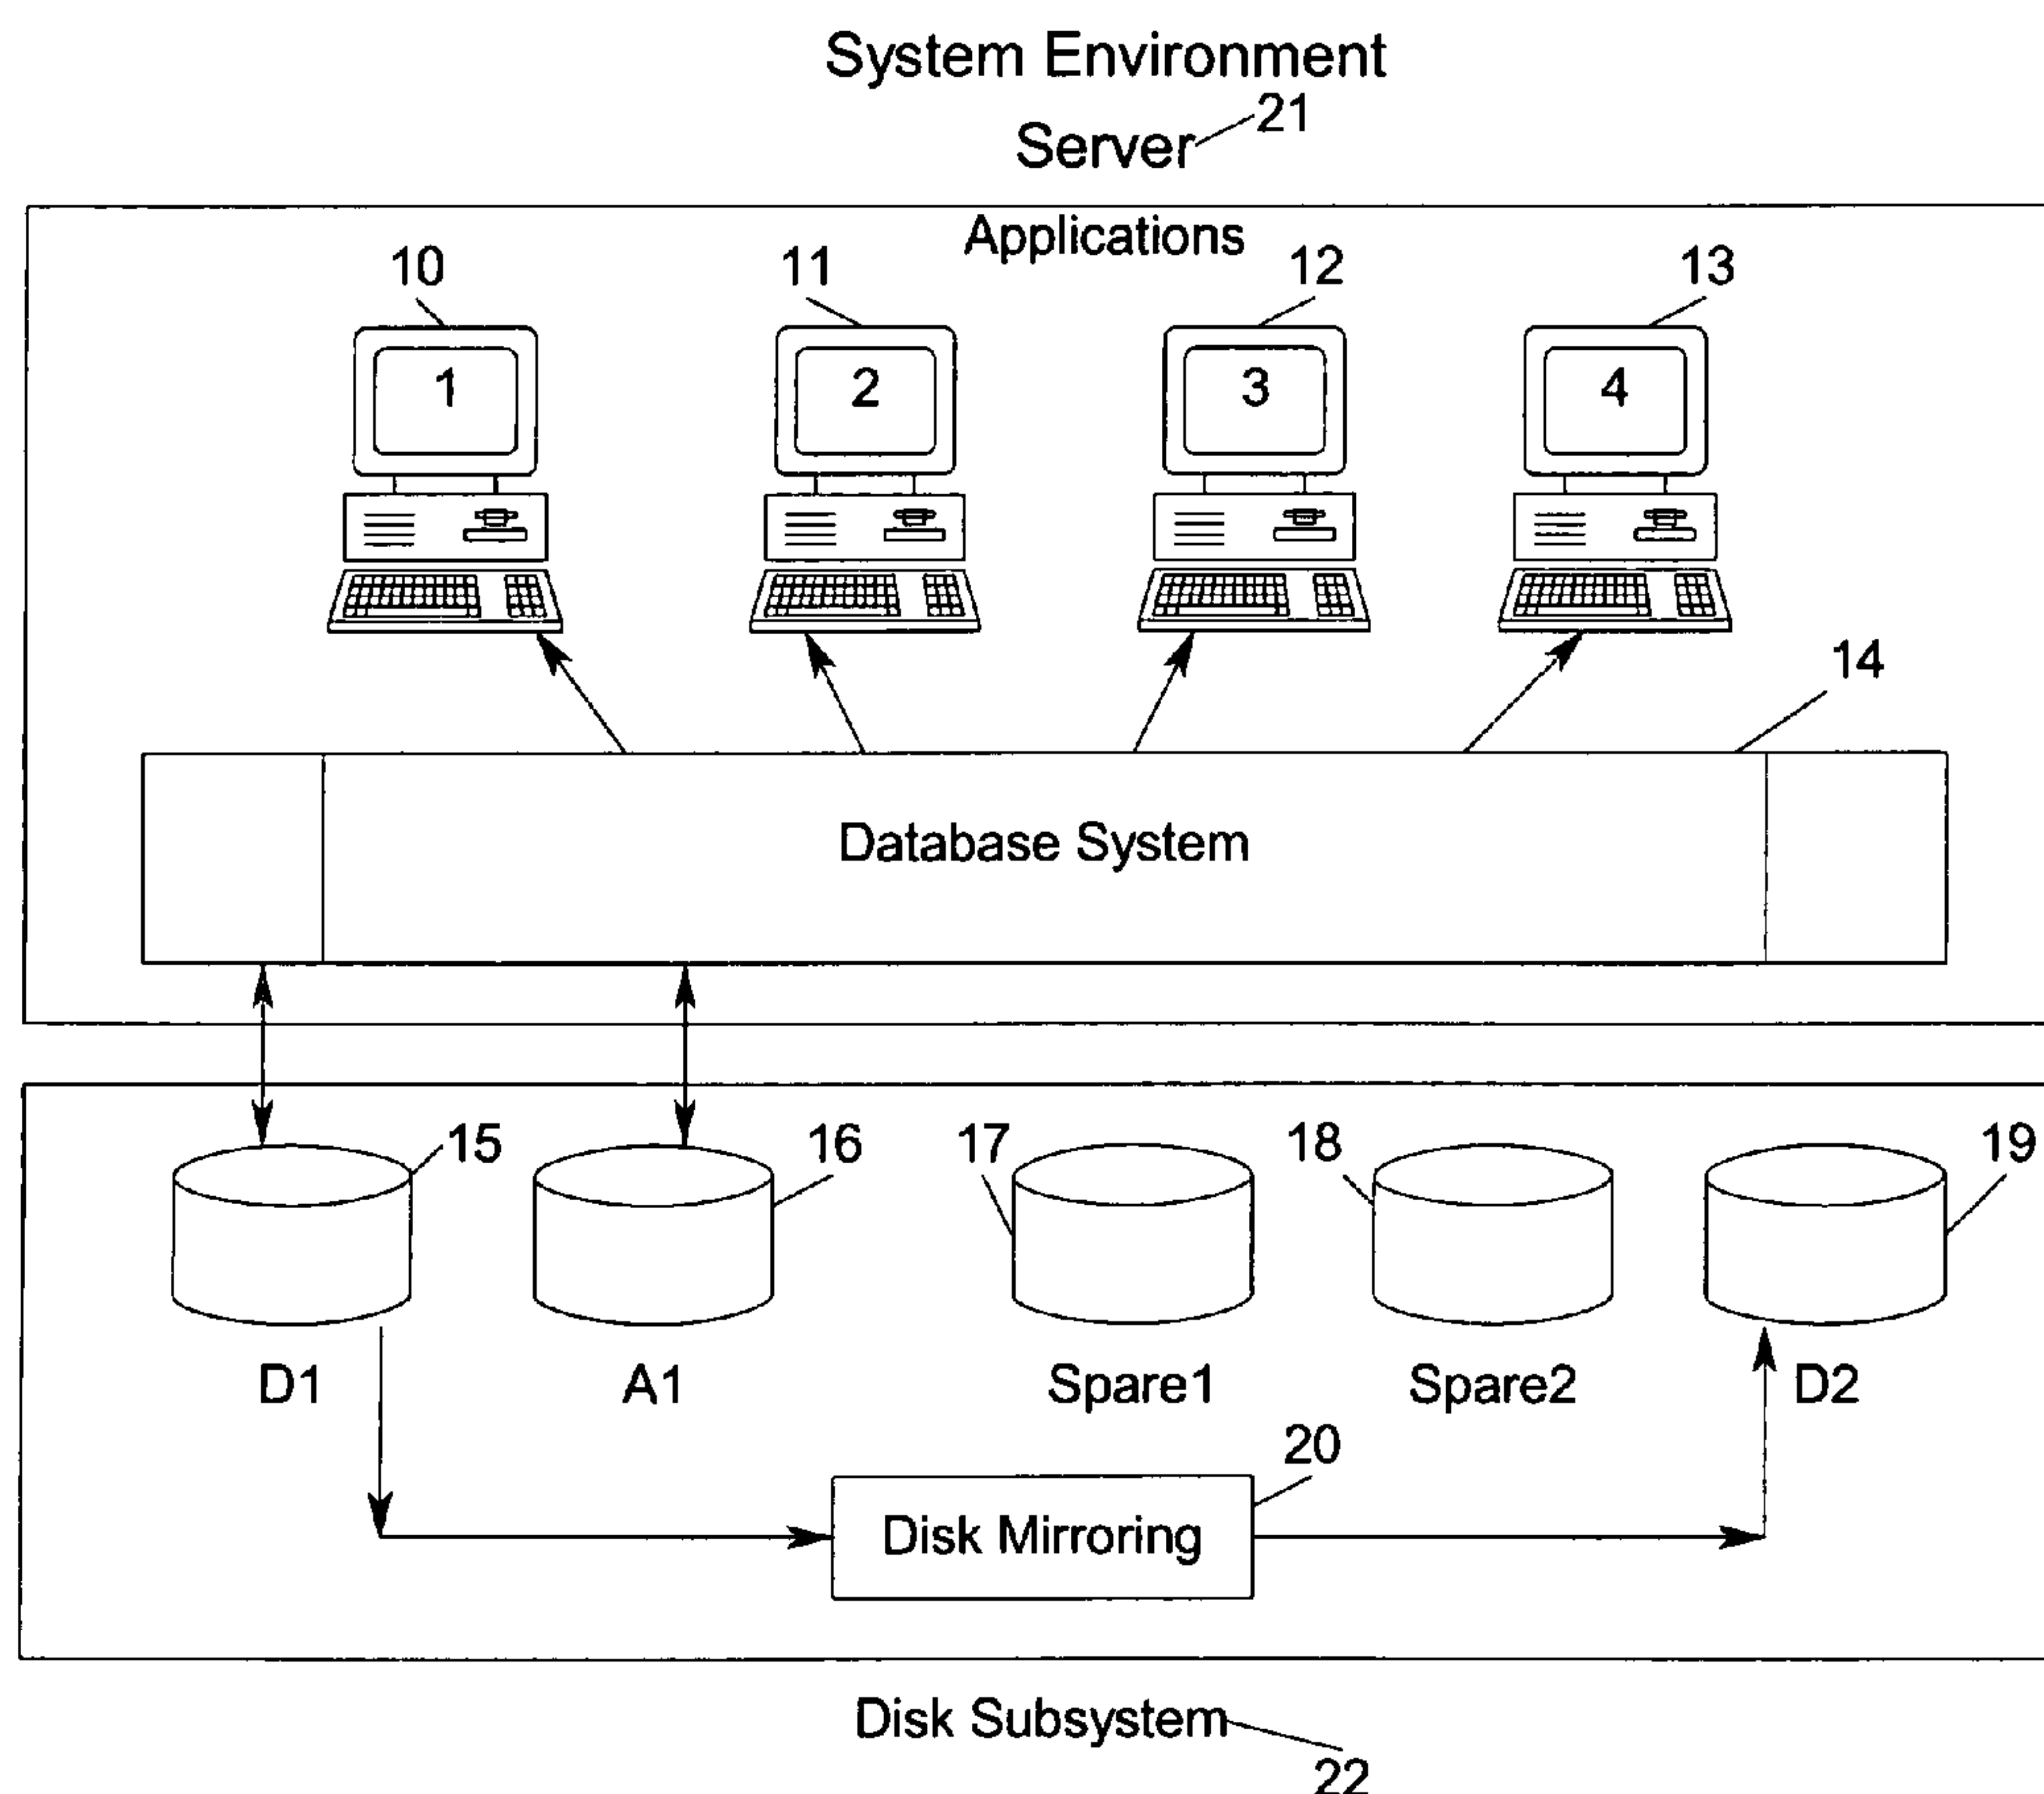 System Environment
Server 21
Applications
10 11 12 13
1 2 3 4
14
Database System
15 16 17 18 19
D1 A1 Spare1 Spare2 D2
20
Disk Mirroring
Disk Subsystem
22